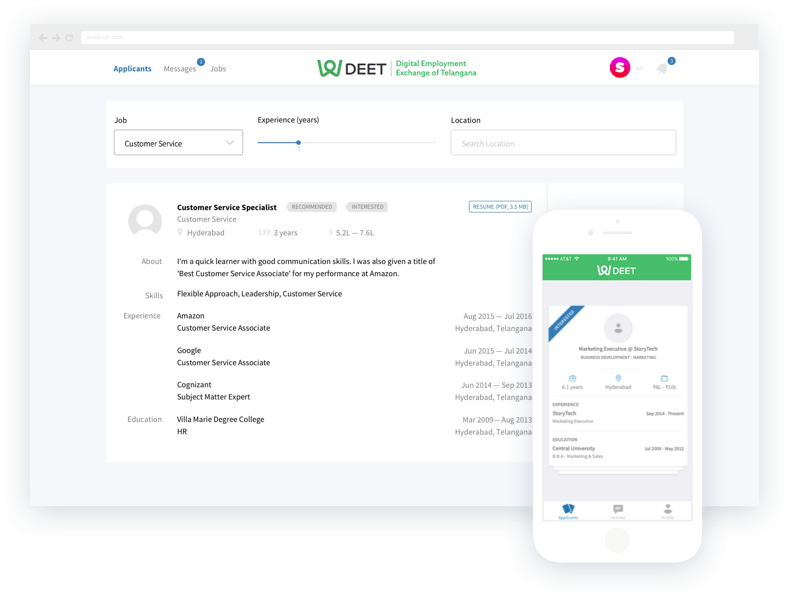 Applicants
Messages
2
Jobs
DEET
Digital Employment
Exchange of Telangana
S
3
Job
Experience (years)
Location
Customer Service
Search Location
Customer Service Specialist
RECOMMENDED
INTERESTED
RESUME (PDF, 3.5 MB)
Customer Service
Hyderabad
EXP 3 years
$ 5.2L — 7.6L
About
I'm a quick learner with good communication skills. I was also given a title of
'Best Customer Service Associate' for my performance at Amazon.
Skills
Flexible Approach, Leadership, Customer Service
Experience
Amazon
Aug 2015 — Jul 2016
Customer Service Associate
Hyderabad, Telangana
Google
Jun 2015 — Jul 2014
Customer Service Associate
Hyderabad, Telangana
Cognizant
Jun 2014 — Sep 2013
Subject Matter Expert
Hyderabad, Telangana
Education
Villa Marie Degree College
Mar 2009— Aug 2013
HR
Hyderabad, Telangana
AT&T
9:41 AM
100%
DEET
INTERESTED
Marketing Executive @ StoryTech
BUSINESS DEVELOPMENT | MARKETING
6.1 years
Hyderabad
₹8L - ₹10L
EXPERIENCE
StoryTech
Sep 2014 - Present
Marketing Executive
EDUCATION
Central University
Jul 2009 - May 2012
B.B.A - Marketing & Sales
Applicants
Activity
Profile